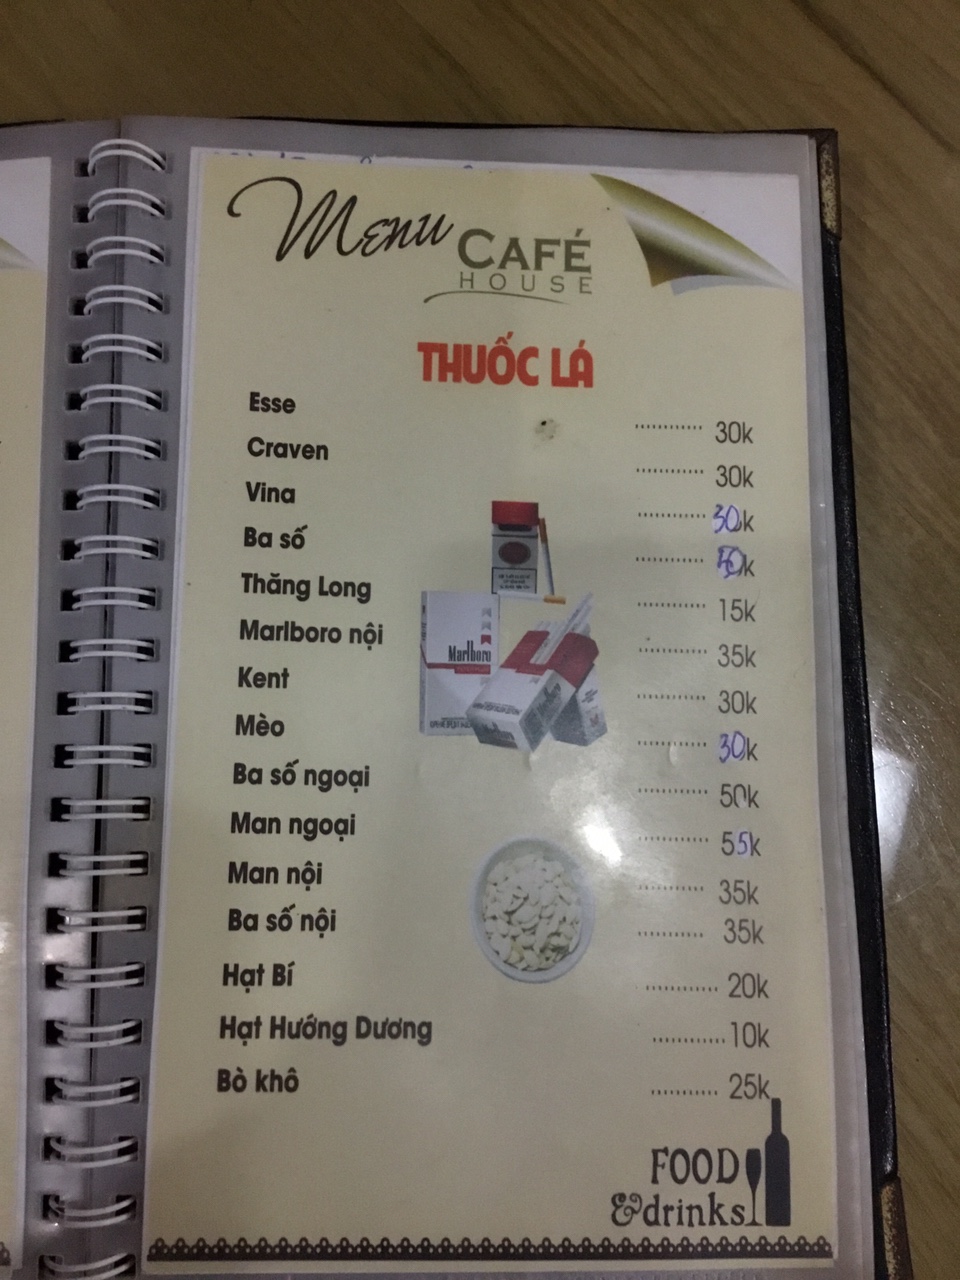 Menu CAFÉ
HOUSE
THUỐC LÁ
Esse ............ 30k
Craven ............ 30k
Vina ............ 30k
Ba số ............ k
Thăng Long ............ 15k
Marlboro nội ............ 35k
Kent ............ 30k
Mèo ............ 30k
Ba số ngoại ............ 50k
Man ngoại ............ 55k
Man nội ............ 35k
Ba số nội ............ 35k
Hạt Bí ............ 20k
Hạt Hướng Dương ............ 10k
Bò khô ............ 25k
Marlboro
FOOD
&drinks